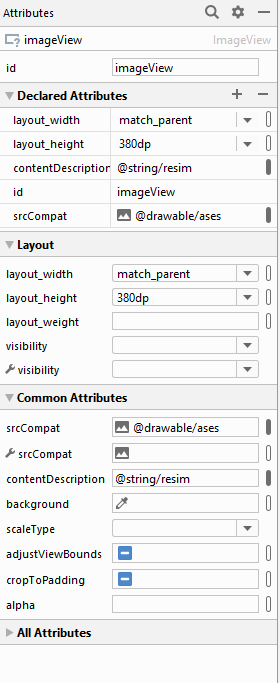 Attributes
imageView ImageView
id imageView
Declared Attributes
layout_width match_parent
layout_height 380dp
contentDescription @string/resim
id imageView
srcCompat @drawable/ases
Layout
layout_width match_parent
layout_height 380dp
layout_weight
visibility
visibility
Common Attributes
srcCompat @drawable/ases
srcCompat
contentDescription @string/resim
background
scaleType
adjustViewBounds
cropToPadding
alpha
All Attributes